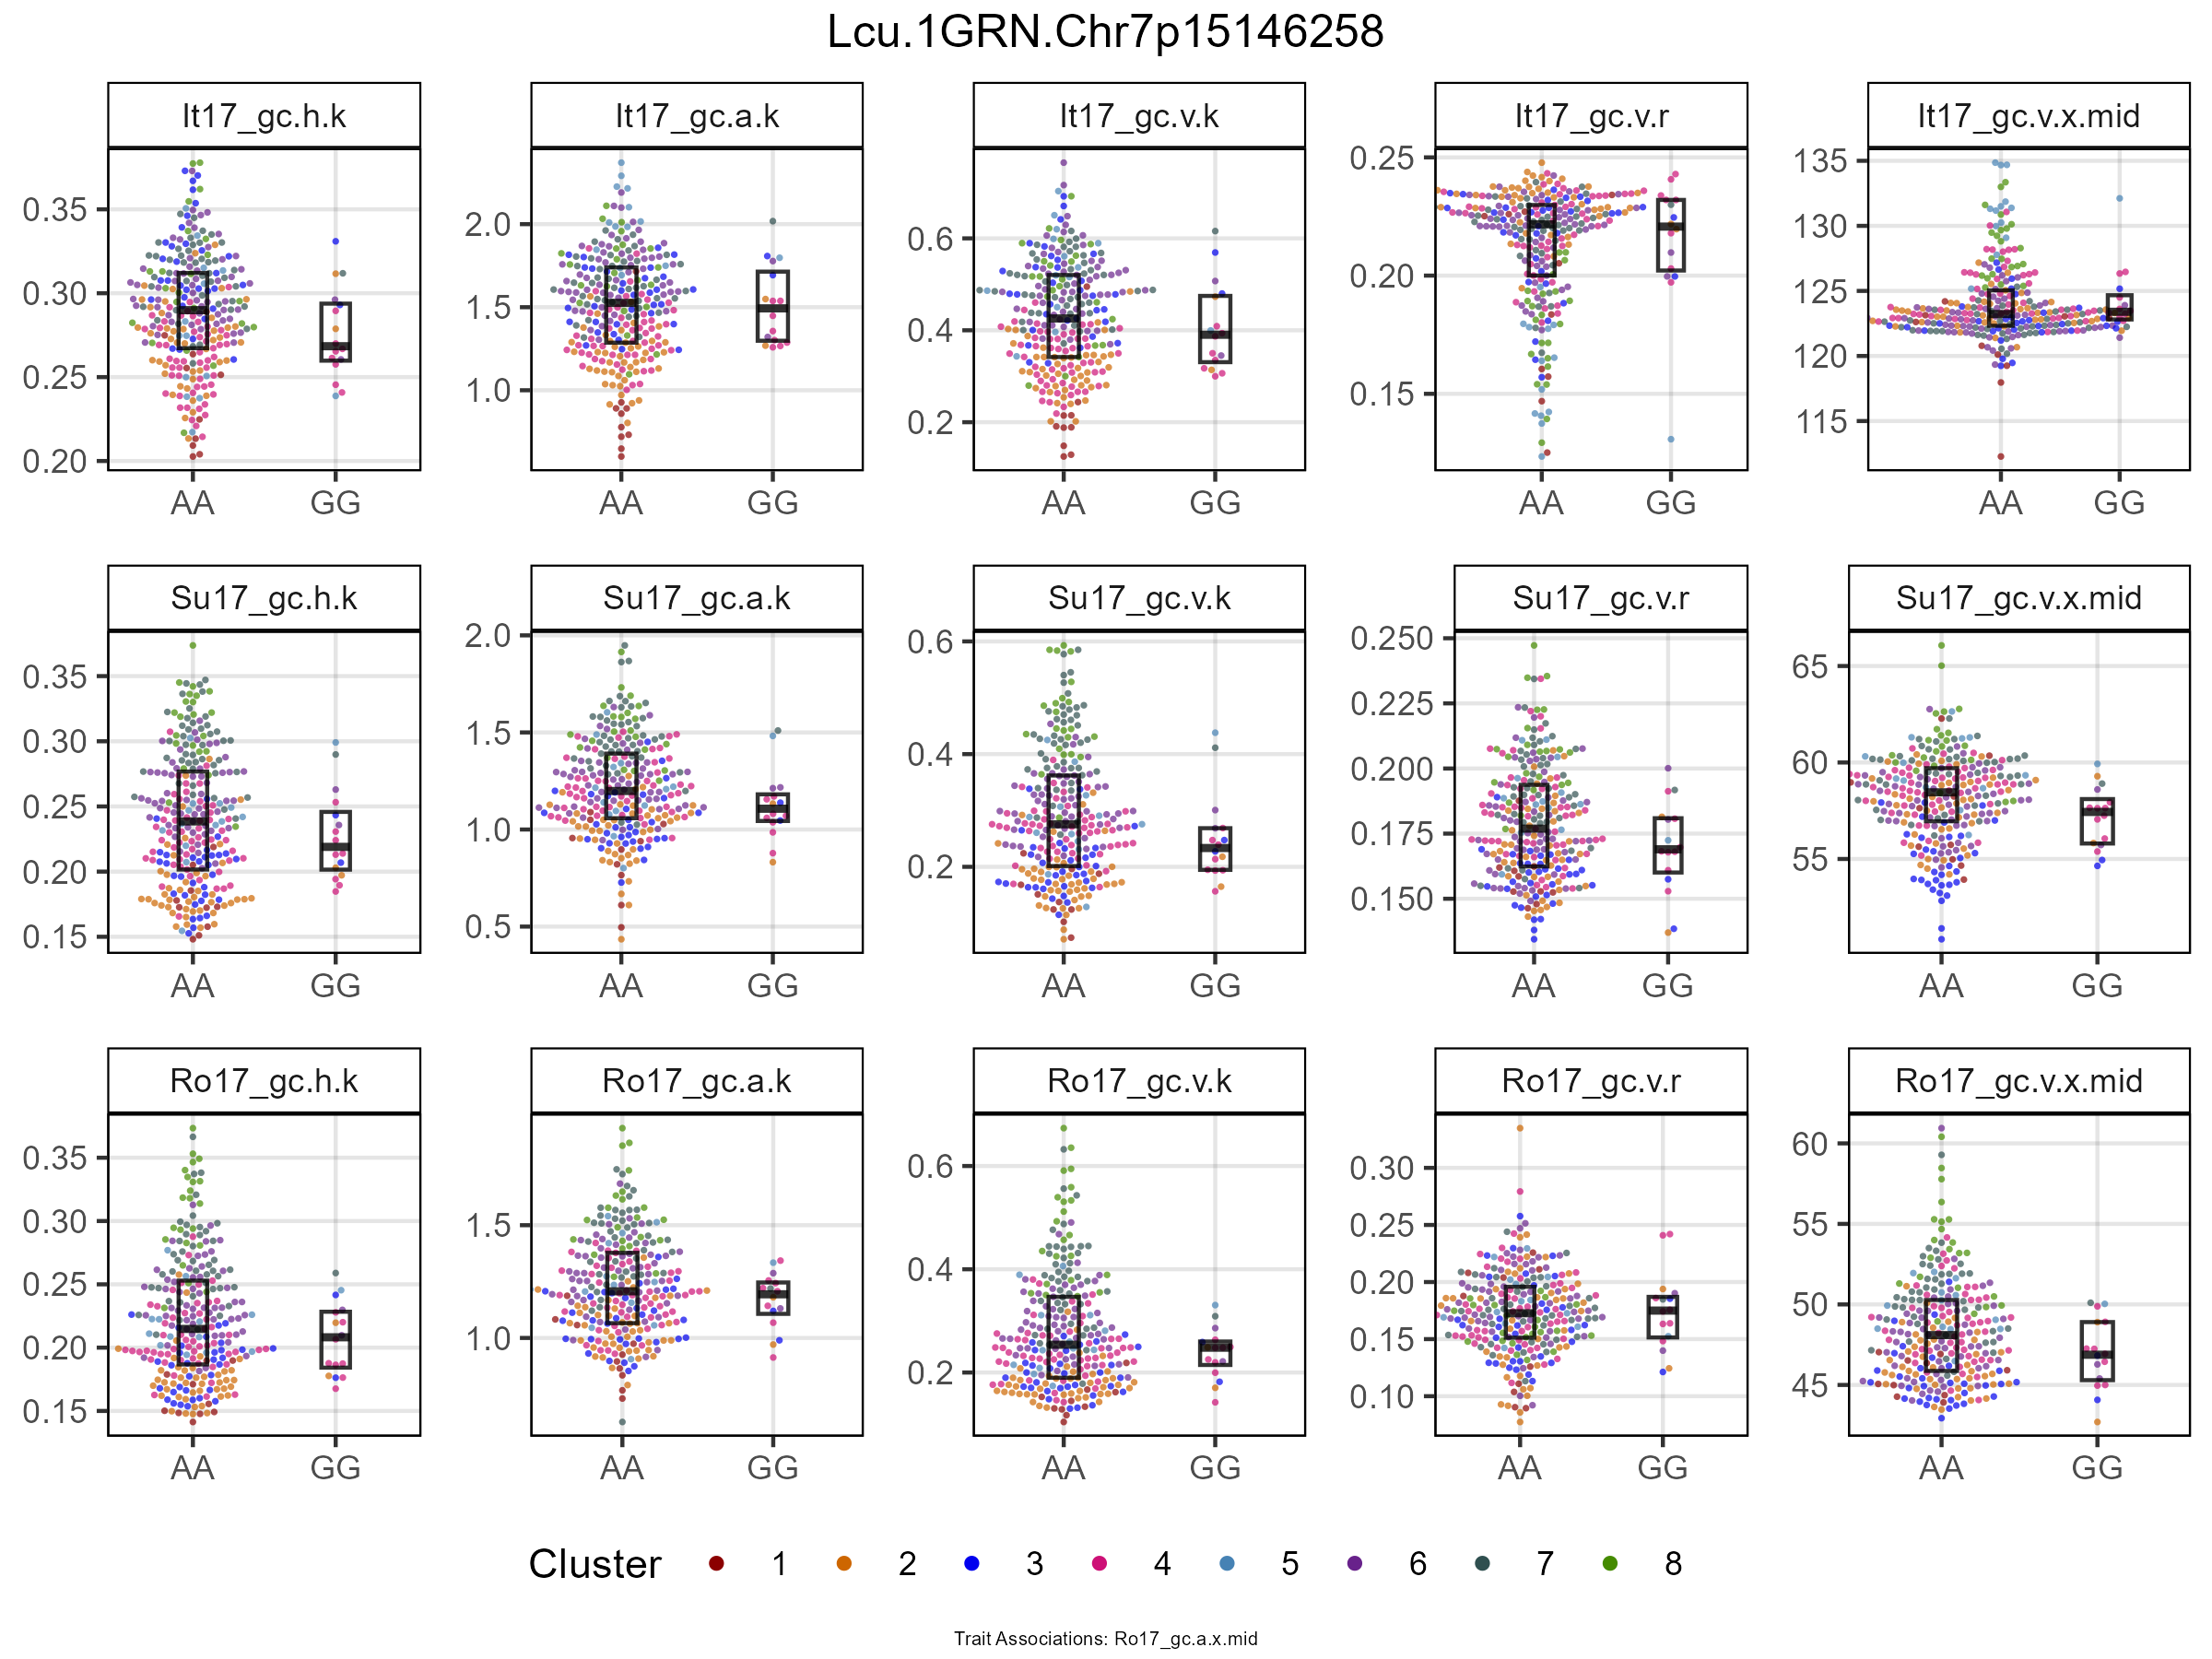 Lcu.1GRN.Chr7p15146258
It17_gc.h.k It17_gc.a.k It17_gc.v.k It17_gc.v.r It17_gc.v.x.mid
0.35 0.30 0.25 0.20 2.0 1.5 1.0 0.6 0.4 0.2 0.25 0.20 0.15 135 130 125 120 115
AA GG AA GG AA GG AA GG AA GG
Su17_gc.h.k Su17_gc.a.k Su17_gc.v.k Su17_gc.v.r Su17_gc.v.x.mid
0.35 0.30 0.25 0.20 0.15 2.0 1.5 1.0 0.5 0.6 0.4 0.2 0.250 0.225 0.200 0.175 0.150 65 60 55
AA GG AA GG AA GG AA GG AA GG
Ro17_gc.h.k Ro17_gc.a.k Ro17_gc.v.k Ro17_gc.v.r Ro17_gc.v.x.mid
0.35 0.30 0.25 0.20 0.15 1.5 1.0 0.6 0.4 0.2 0.30 0.25 0.20 0.15 0.10 60 55 50 45
AA GG AA GG AA GG AA GG AA GG
Cluster 1 2 3 4 5 6 7 8
Trait Associations: Ro17_gc.a.x.mid